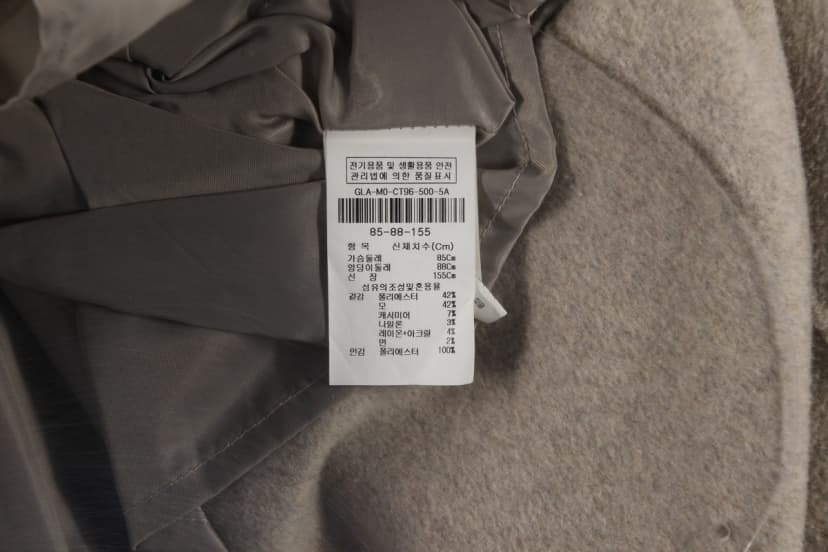 전기용품 및 생활용품 안전
관리법에 의한 품질표시
GLA-MO-CT96-500-5A
85-88-155
항 목 신체치수(Cm)
가슴둘레 85Cm
엉덩이둘레 88Cm
신 장 155Cm
섬유의조성및혼용율
겉감 폴리에스터 42%
모 42%
캐시미어 7%
나일론 3%
레이온+아크릴 4%
면 2%
안감 폴리에스터 100%